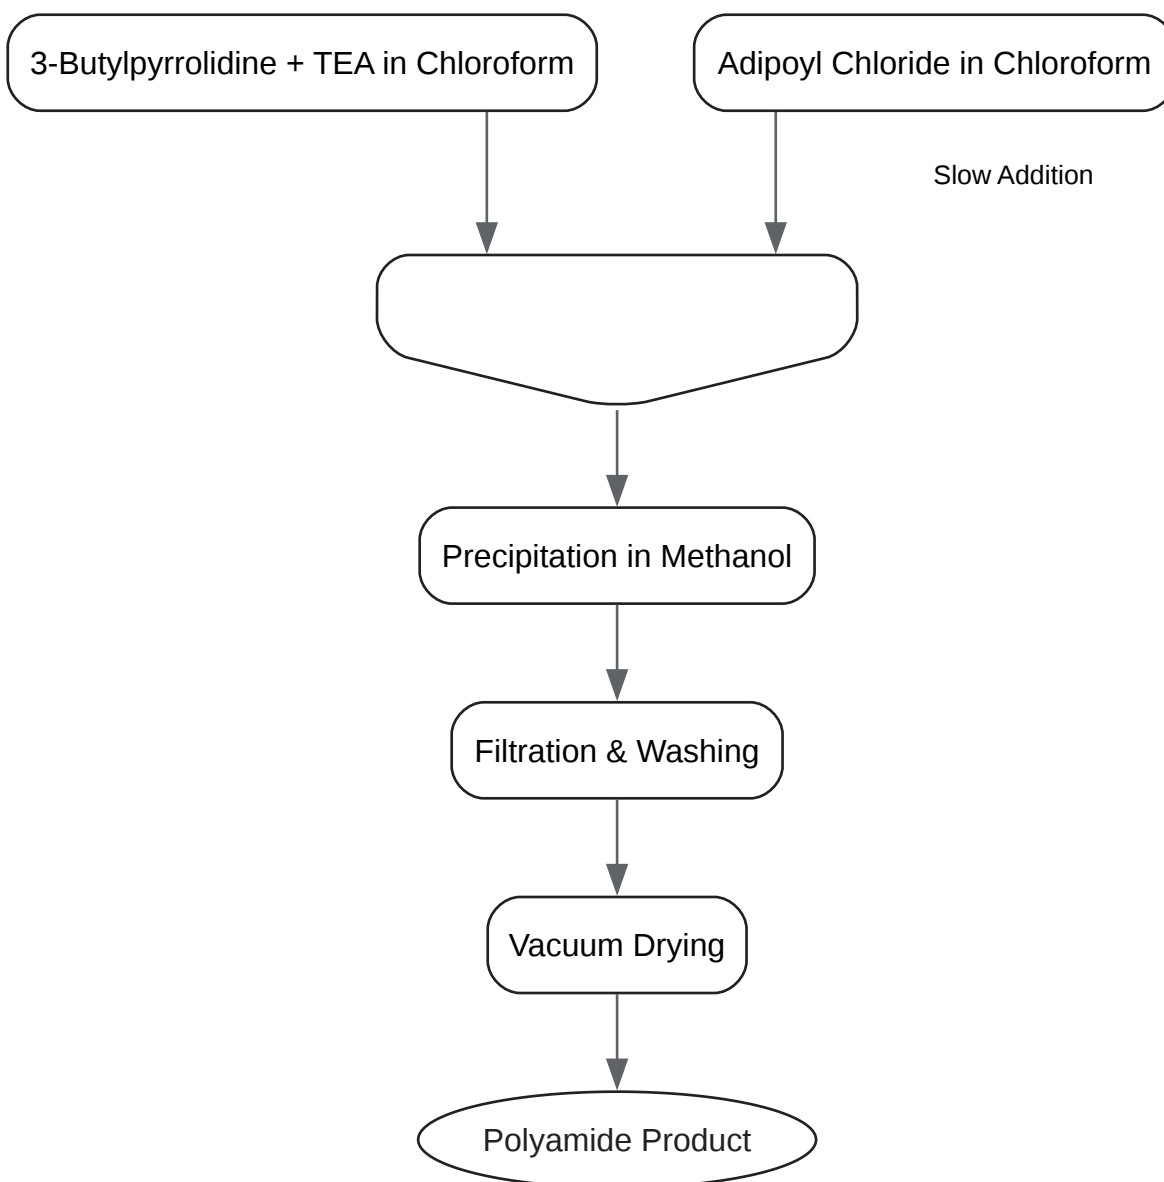 3-Butylpyrrolidine + TEA in Chloroform
Adipoyl Chloride in Chloroform
Slow Addition
Precipitation in Methanol
Filtration & Washing
Vacuum Drying
Polyamide Product